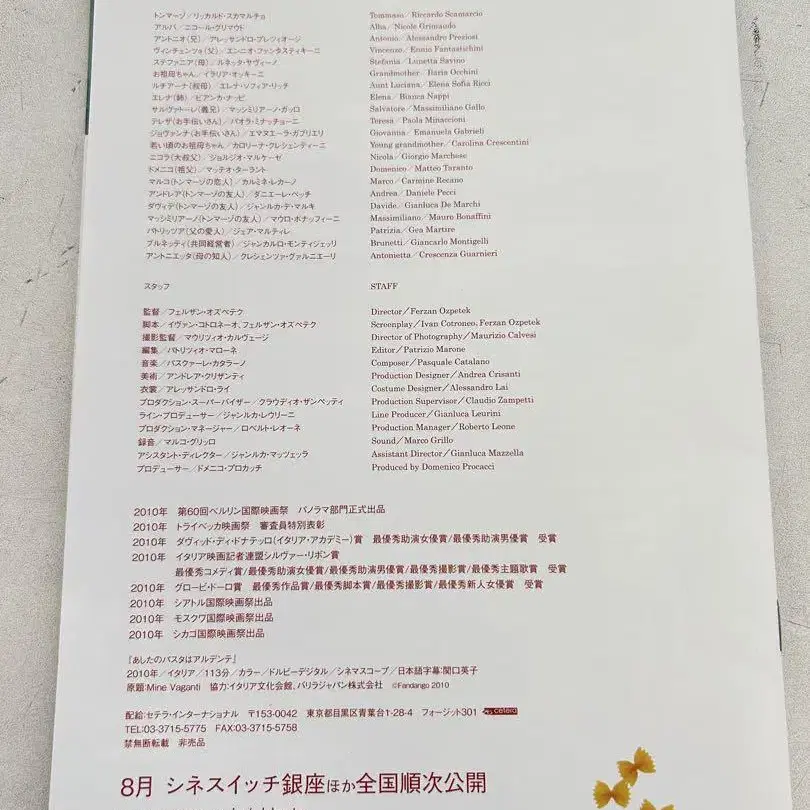 トンマーゾ／リッカルド・スカマルチョ Tommaso／Riccardo Scamarcio
アルバ／ニコール・グリマウド Alba／Nicole Grimaudo
アントニオ(兄)／アレッサンドロ・プレツィオージ Antonio／Alessandro Preziosi
ヴィンチェンツォ(父)／エンニオ・ファンタスティキーニ Vincenzo／Ennio Fantastichini
ステファニア(母)／ルネッタ・サヴィーノ Stefania／Lunetta Savino
お祖母ちゃん／イラリア・オッキーニ Grandmother／Ilaria Occhini
ルチアーナ(叔母)／エレナ・ソフィア・リッチ Aunt Luciana／Elena Sofia Ricci
エレナ(姉)／ビアンカ・ナッピ Elena／Bianca Nappi
サルヴァトーレ(義兄)／マッシミリアーノ・ガッロ Salvatore／Massimiliano Gallo
テレザ(お手伝いさん)／パオラ・ミナッチョーニ Teresa／Paola Minaccioni
ジョヴァンナ(お手伝いさん)／エマヌエーラ・ガブリエリ Giovanna／Emanuela Gabrieli
若い頃のお祖母ちゃん／カロリーナ・クレシェンティーニ Young grandmother／Carolina Crescentini
ニコラ(大叔父)／ジョルジオ・マルケーゼ Nicola／Giorgio Marchese
ドメニコ(祖父)／マッテオ・ターラント Domenico／Matteo Taranto
マルコ(トンマーゾの恋人)／カルミネ・レカーノ Marco／Carmine Recano
アンドレア(トンマーゾの友人)／ダニエーレ・ペッチ Andrea／Daniele Pecci
ダヴィデ(トンマーゾの友人)／ジャンルカ・デ・マルキ Davide／Gianluca De Marchi
マッシミリアーノ(トンマーゾの友人)／マウロ・ボナッフィーニ Massimiliano／Mauro Bonaffini
パトリッツア(父の愛人)／ジェア・マルティレ Patrizia／Gea Martire
ブルネッティ(共同経営者)／ジャンカルロ・モンティジェッリ Brunetti／Giancarlo Montigelli
アントニエッタ(母の知人)／クレシェンツァ・グァルニエーリ Antonietta／Crescenza Guarnieri
スタッフ STAFF
監督／フェルザン・オズペテク Director／Ferzan Ozpetek
脚本／イヴァン・コトロネーオ、フェルザン・オズペテク Screenplay／Ivan Cotroneo, Ferzan Ozpetek
撮影監督／マウリツィオ・カルヴェージ Director of Photography／Maurizio Calvesi
編集／パトリツィオ・マローネ Editor／Patrizio Marone
音楽／パスクァーレ・カタラーノ Composer／Pasquale Catalano
美術／アンドレア・クリザンティ Production Designer／Andrea Crisanti
衣裳／アレッサンドロ・ライ Costume Designer／Alessandro Lai
プロダクション・スーパーバイザー／クラウディオ・ザンペッティ Production Supervisor／Claudio Zampetti
ライン・プロデューサー／ジャンルカ・レウリーニ Line Producer／Gianluca Leurini
プロダクション・マネージャー／ロベルト・レオーネ Production Manager／Roberto Leone
録音／マルコ・グリッロ Sound／Marco Grillo
アシスタント・ディレクター／ジャンルカ・マッツェッラ Assistant Director／Gianluca Mazzella
プロデューサー／ドメニコ・プロカッチ Produced by Domenico Procacci
2010年 第60回ベルリン国際映画祭 パノラマ部門正式出品
2010年 トライベッカ映画祭 審査員特別表彰
2010年 ダヴィッド・ディ・ドナテッロ(イタリア・アカデミー)賞 最優秀助演女優賞/最優秀助演男優賞 受賞
2010年 イタリア映画記者連盟シルヴァー・リボン賞
最優秀コメディ賞/最優秀助演女優賞/最優秀助演男優賞/最優秀撮影賞/最優秀主題歌賞 受賞
2010年 グロービ・ドーロ賞 最優秀作品賞/最優秀脚本賞/最優秀撮影賞/最優秀新人女優賞 受賞
2010年 シアトル国際映画祭出品
2010年 モスクワ国際映画祭出品
2010年 シカゴ国際映画祭出品
『あしたのパスタはアルデンテ』
2010年／イタリア／113分／カラー／ドルビーデジタル／シネマスコープ／日本語字幕:関口英子
原題:Mine Vaganti 協力:イタリア文化会館、バリラジャパン株式会社 ©Fandango 2010
配給:セテラ・インターナショナル 〒153-0042 東京都目黒区青葉台1-28-4 フォージット301 cetera
TEL:03-3715-5775 FAX:03-3715-5758
禁無断転載 非売品
8月 シネスイッチ銀座ほか全国順次公開